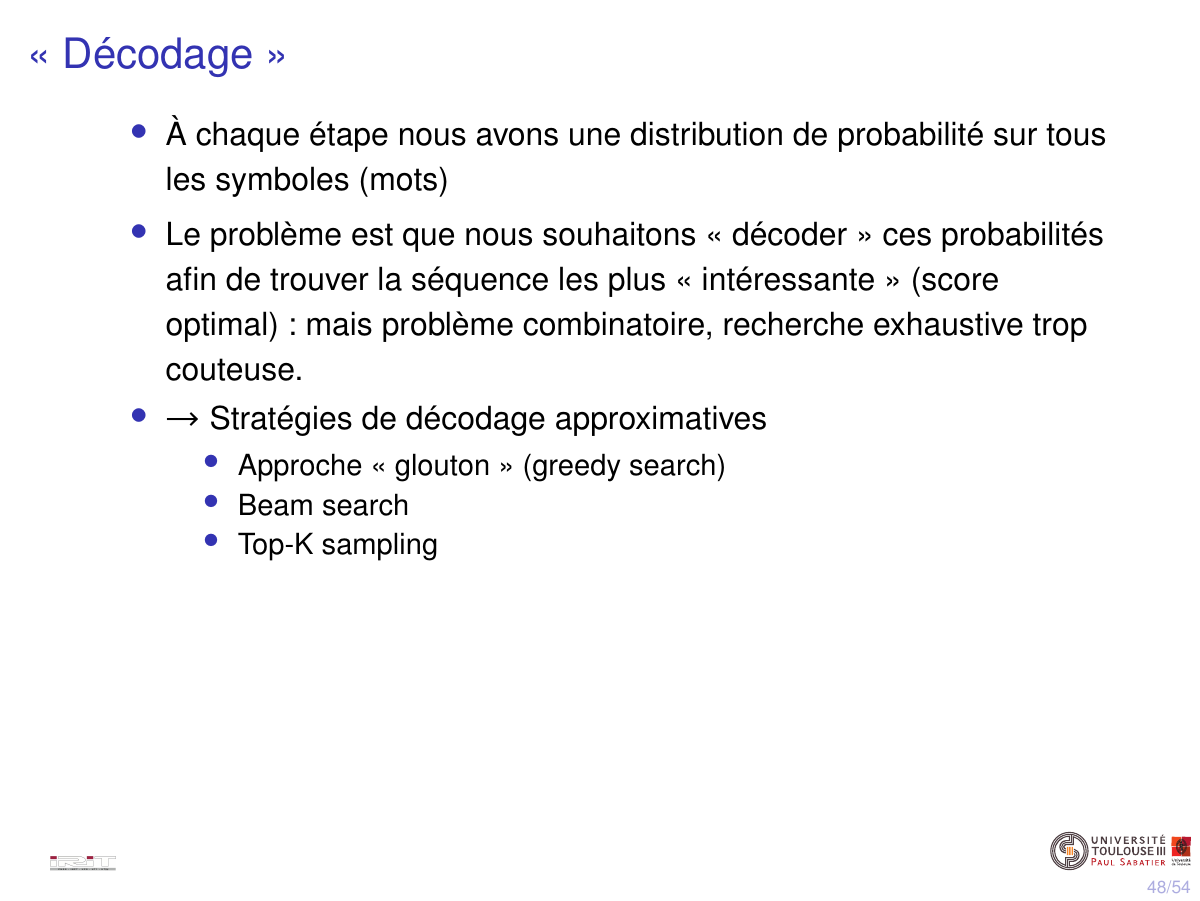 « Décodage »
À chaque étape nous avons une distribution de probabilité sur tous
les symboles (mots)
Le problème est que nous souhaitons « décoder » ces probabilités
afin de trouver la séquence les plus « intéressante » (score
optimal) : mais problème combinatoire, recherche exhaustive trop
couteuse.
→ Stratégies de décodage approximatives
Approche « glouton » (greedy search)
Beam search
Top-K sampling
IRIT
UNIVERSITÉ
TOULOUSE III
PAUL SABATIER
48/54